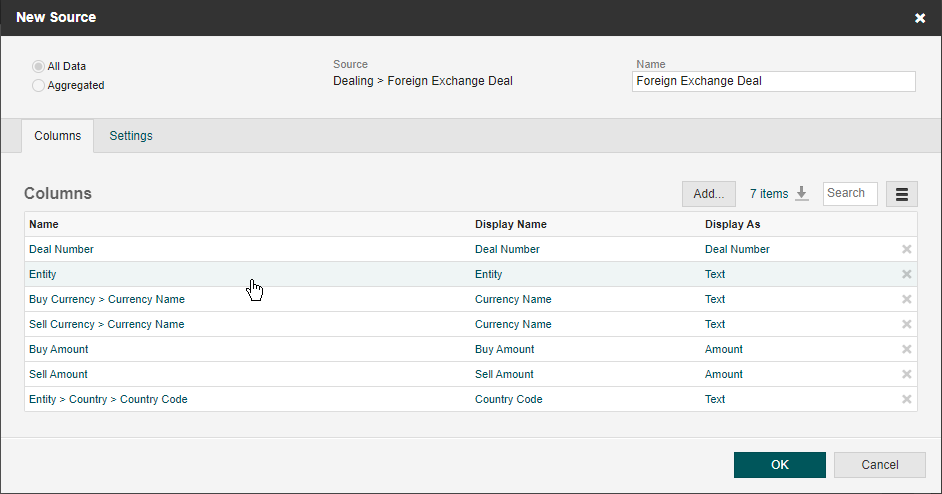 New Source
All Data
Aggregated
Source
Dealing > Foreign Exchange Deal
Name
Foreign Exchange Deal
Columns Settings
Columns Add... 7 items Search
Name Display Name Display As
Deal Number Deal Number Deal Number
Entity Entity Text
Buy Currency > Currency Name Currency Name Text
Sell Currency > Currency Name Currency Name Text
Buy Amount Buy Amount Amount
Sell Amount Sell Amount Amount
Entity > Country > Country Code Country Code Text
OK Cancel